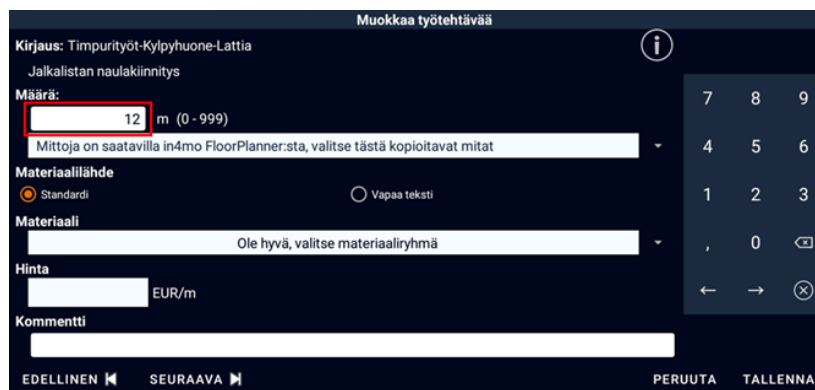 Muokkaa työtehtävää
Kirjaus: Timpurityöt-Kylpyhuone-Lattia
i
Jalkalistan naulakiinnitys
Määrä:
12 m (0 - 999)
Mittoja on saatavilla in4mo FloorPlanner:sta, valitse tästä kopioitavat mitat
Materiaalilähde
Standardi Vapaa teksti
Materiaali
Ole hyvä, valitse materiaaliryhmä
Hinta
EUR/m
Kommentti
7 8 9
4 5 6
1 2 3
, 0
← →
EDELLINEN SEURAAVA PERUUTA TALLENNA